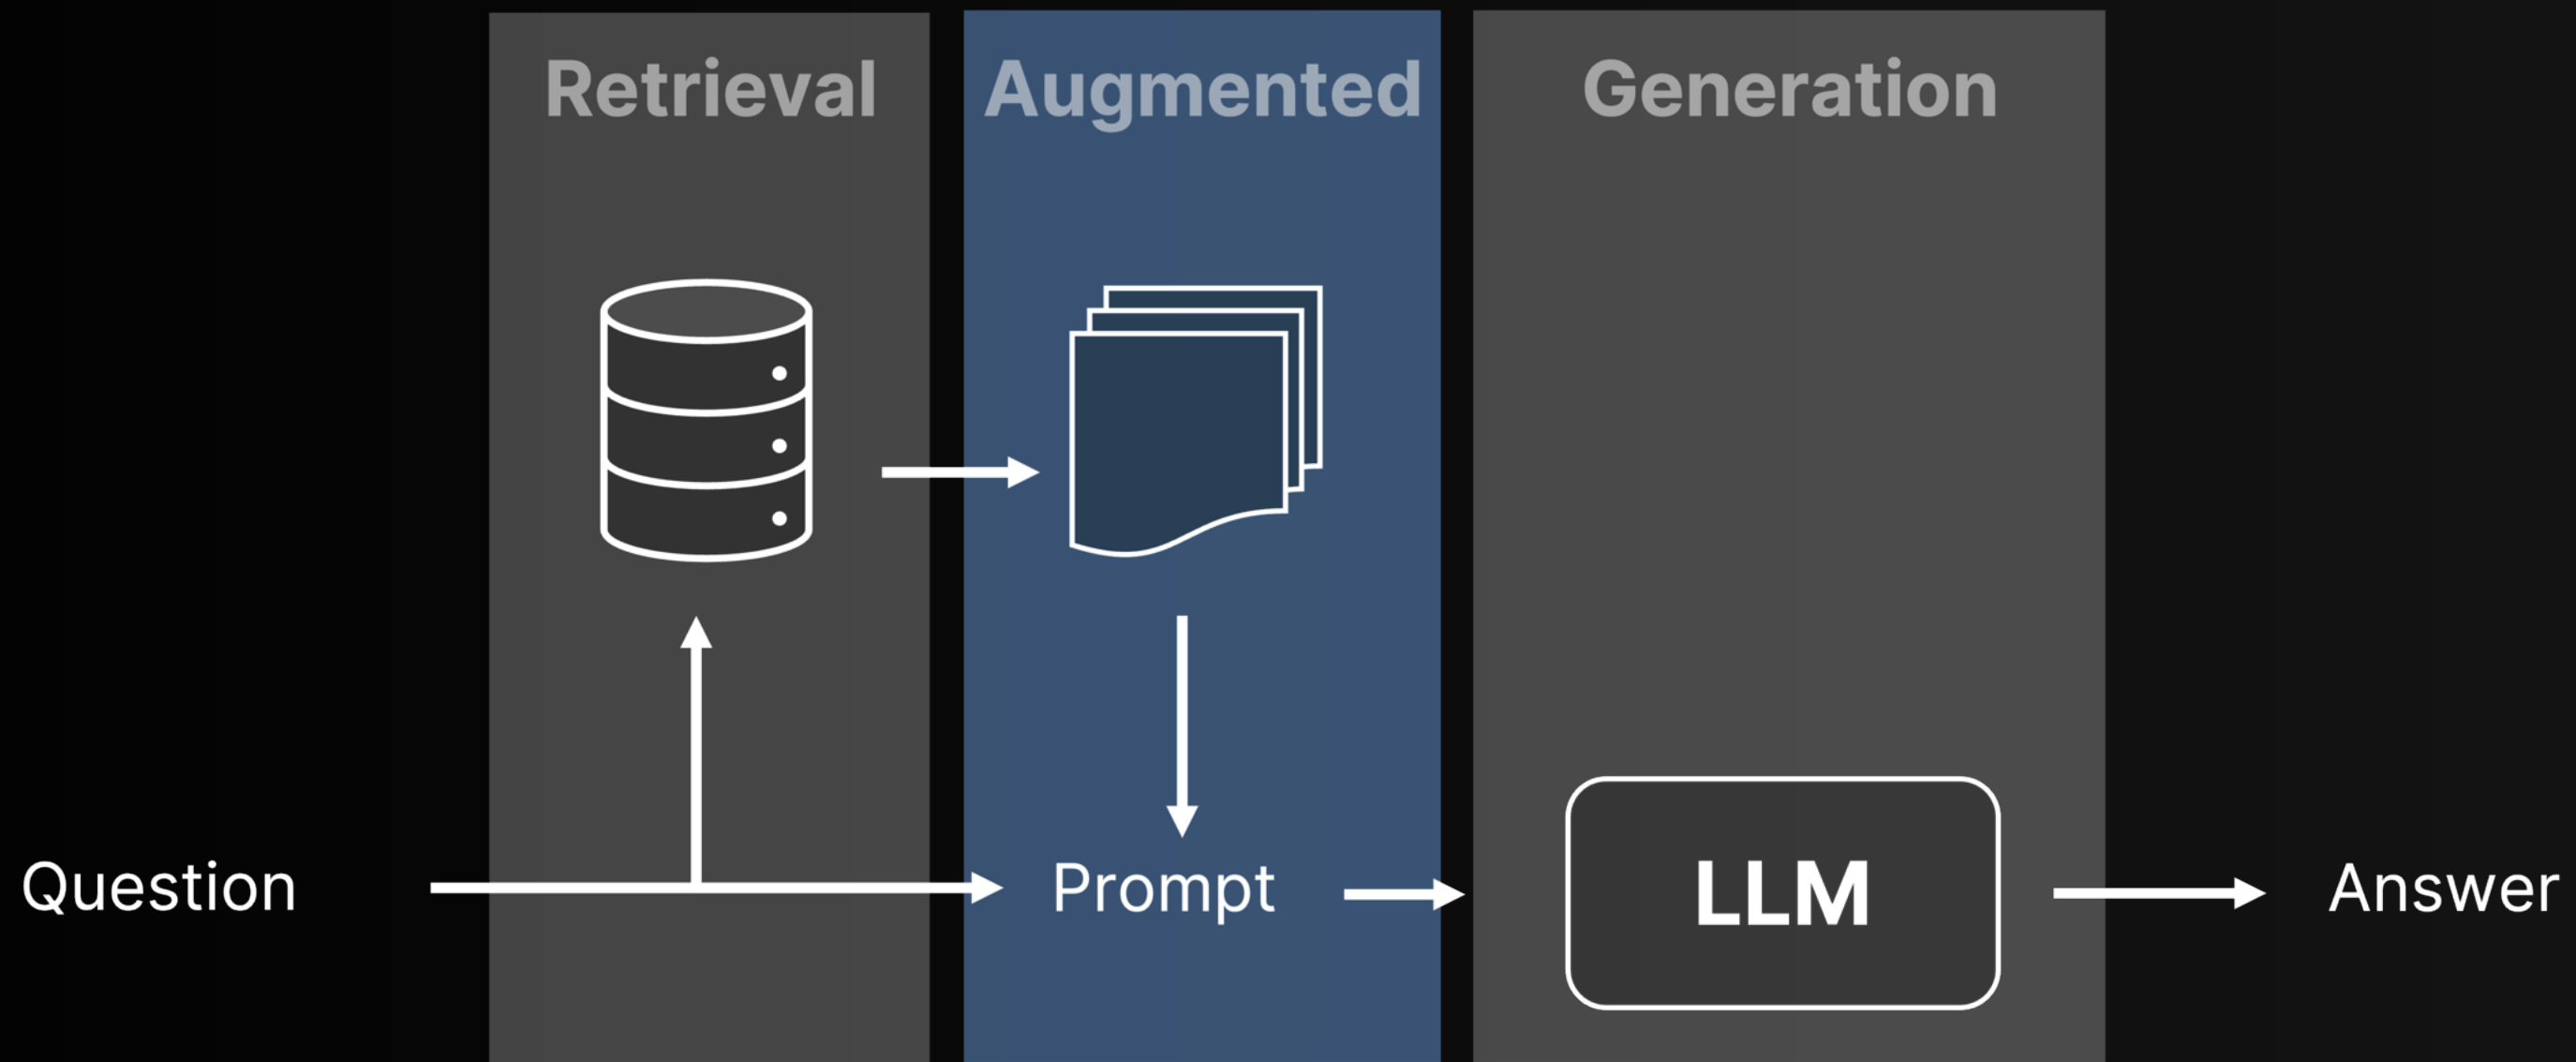 Retrieval
Augmented
Generation
Question
Prompt
LLM
Answer